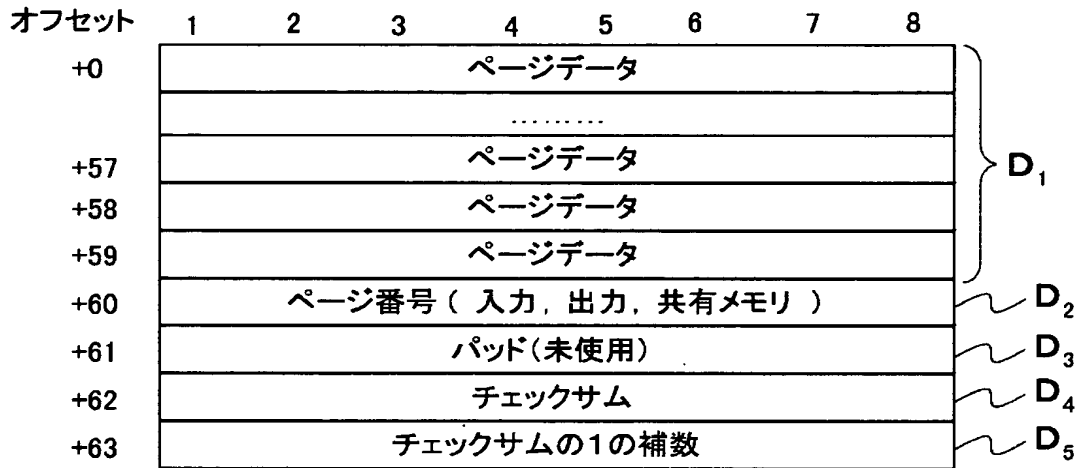 オフセット 1 2 3 4 5 6 7 8
+0 ページデータ
.........
+57 ページデータ D1
+58 ページデータ
+59 ページデータ
+60 ページ番号 ( 入力, 出力, 共有メモリ ) D2
+61 パッド(未使用) D3
+62 チェックサム D4
+63 チェックサムの1の補数 D5